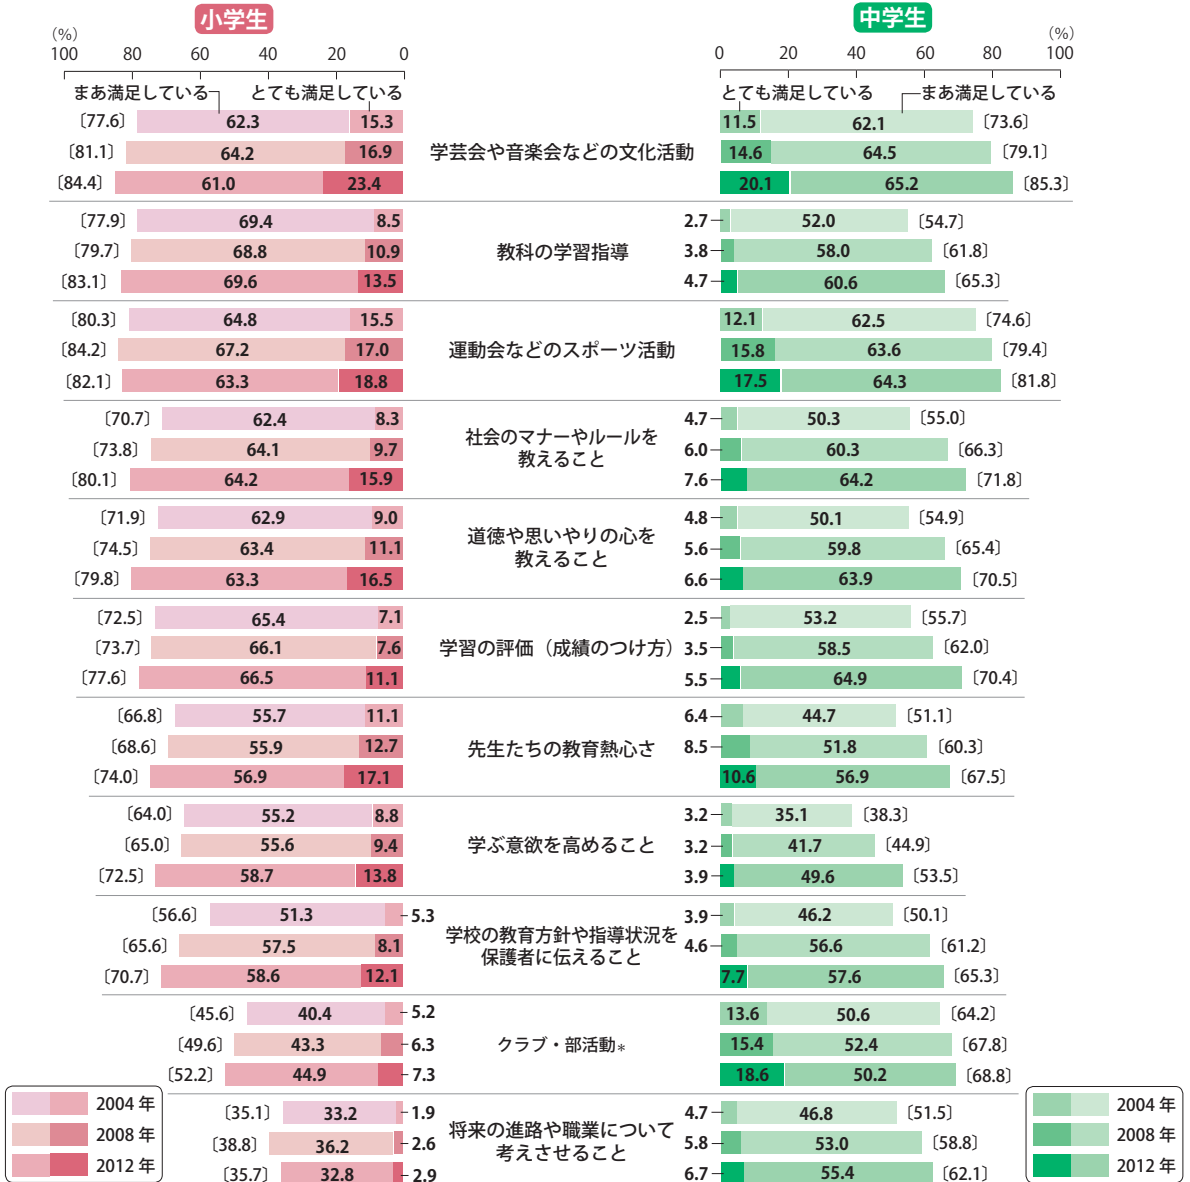 小学生 中学生
(%) (%)
100 80 60 40 20 0 0 20 40 60 80 100
まあ満足している とても満足している とても満足している まあ満足している
〔77.6〕 62.3 15.3 11.5 62.1 〔73.6〕
〔81.1〕 64.2 16.9 学芸会や音楽会などの文化活動 14.6 64.5 〔79.1〕
〔84.4〕 61.0 23.4 20.1 65.2 〔85.3〕
〔77.9〕 69.4 8.5 2.7 52.0 〔54.7〕
〔79.7〕 68.8 10.9 教科の学習指導 3.8 58.0 〔61.8〕
〔83.1〕 69.6 13.5 4.7 60.6 〔65.3〕
〔80.3〕 64.8 15.5 12.1 62.5 〔74.6〕
〔84.2〕 67.2 17.0 運動会などのスポーツ活動 15.8 63.6 〔79.4〕
〔82.1〕 63.3 18.8 17.5 64.3 〔81.8〕
〔70.7〕 62.4 8.3 4.7 50.3 〔55.0〕
社会のマナーやルールを
〔73.8〕 64.1 9.7 6.0 60.3 〔66.3〕
教えること
〔80.1〕 64.2 15.9 7.6 64.2 〔71.8〕
〔71.9〕 62.9 9.0 4.8 50.1 〔54.9〕
道徳や思いやりの心を
〔74.5〕 63.4 11.1 5.6 59.8 〔65.4〕
教えること
〔79.8〕 63.3 16.5 6.6 63.9 〔70.5〕
〔72.5〕 65.4 7.1 2.5 53.2 〔55.7〕
〔73.7〕 66.1 7.6 学習の評価（成績のつけ方） 3.5 58.5 〔62.0〕
〔77.6〕 66.5 11.1 5.5 64.9 〔70.4〕
〔66.8〕 55.7 11.1 6.4 44.7 〔51.1〕
〔68.6〕 55.9 12.7 先生たちの教育熱心さ 8.5 51.8 〔60.3〕
〔74.0〕 56.9 17.1 10.6 56.9 〔67.5〕
〔64.0〕 55.2 8.8 3.2 35.1 〔38.3〕
〔65.0〕 55.6 9.4 学ぶ意欲を高めること 3.2 41.7 〔44.9〕
〔72.5〕 58.7 13.8 3.9 49.6 〔53.5〕
〔56.6〕 51.3 5.3 3.9 46.2 〔50.1〕
学校の教育方針や指導状況を
〔65.6〕 57.5 8.1 4.6 56.6 〔61.2〕
保護者に伝えること
〔70.7〕 58.6 12.1 7.7 57.6 〔65.3〕
〔45.6〕 40.4 5.2 13.6 50.6 〔64.2〕
〔49.6〕 43.3 6.3 クラブ・部活動* 15.4 52.4 〔67.8〕
〔52.2〕 44.9 7.3 18.6 50.2 〔68.8〕
〔35.1〕 33.2 1.9 4.7 46.8 〔51.5〕
将来の進路や職業について
〔38.8〕 36.2 2.6 5.8 53.0 〔58.8〕
考えさせること
〔35.7〕 32.8 2.9 6.7 55.4 〔62.1〕
2004 年
2008 年
2012 年
2004 年
2008 年
2012 年